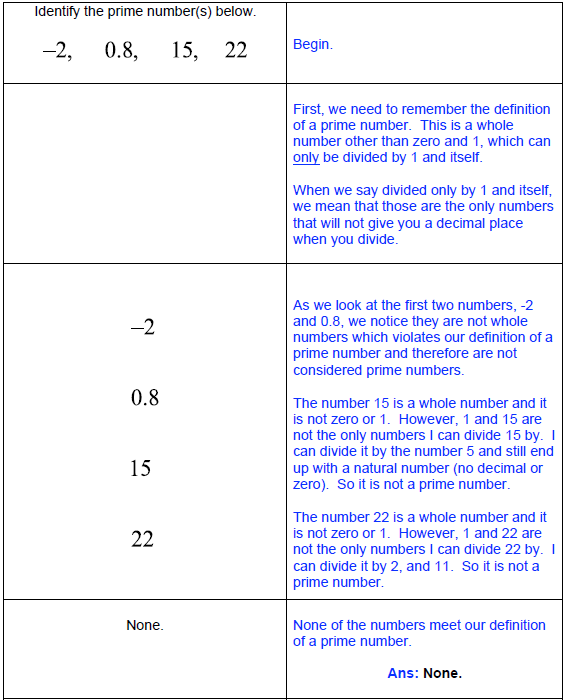 Identify the prime number(s) below.
–2, 0.8, 15, 22
Begin.
First, we need to remember the definition
of a prime number. This is a whole
number other than zero and 1, which can
only be divided by 1 and itself.
When we say divided only by 1 and itself,
we mean that those are the only numbers
that will not give you a decimal place
when you divide.
–2
0.8
15
22
As we look at the first two numbers, -2
and 0.8, we notice they are not whole
numbers which violates our definition of a
prime number and therefore are not
considered prime numbers.
The number 15 is a whole number and it
is not zero or 1. However, 1 and 15 are
not the only numbers I can divide 15 by. I
can divide it by the number 5 and still end
up with a natural number (no decimal or
zero). So it is not a prime number.
The number 22 is a whole number and it
is not zero or 1. However, 1 and 22 are
not the only numbers I can divide 22 by. I
can divide it by 2, and 11. So it is not a
prime number.
None.
None of the numbers meet our definition
of a prime number.
Ans: None.